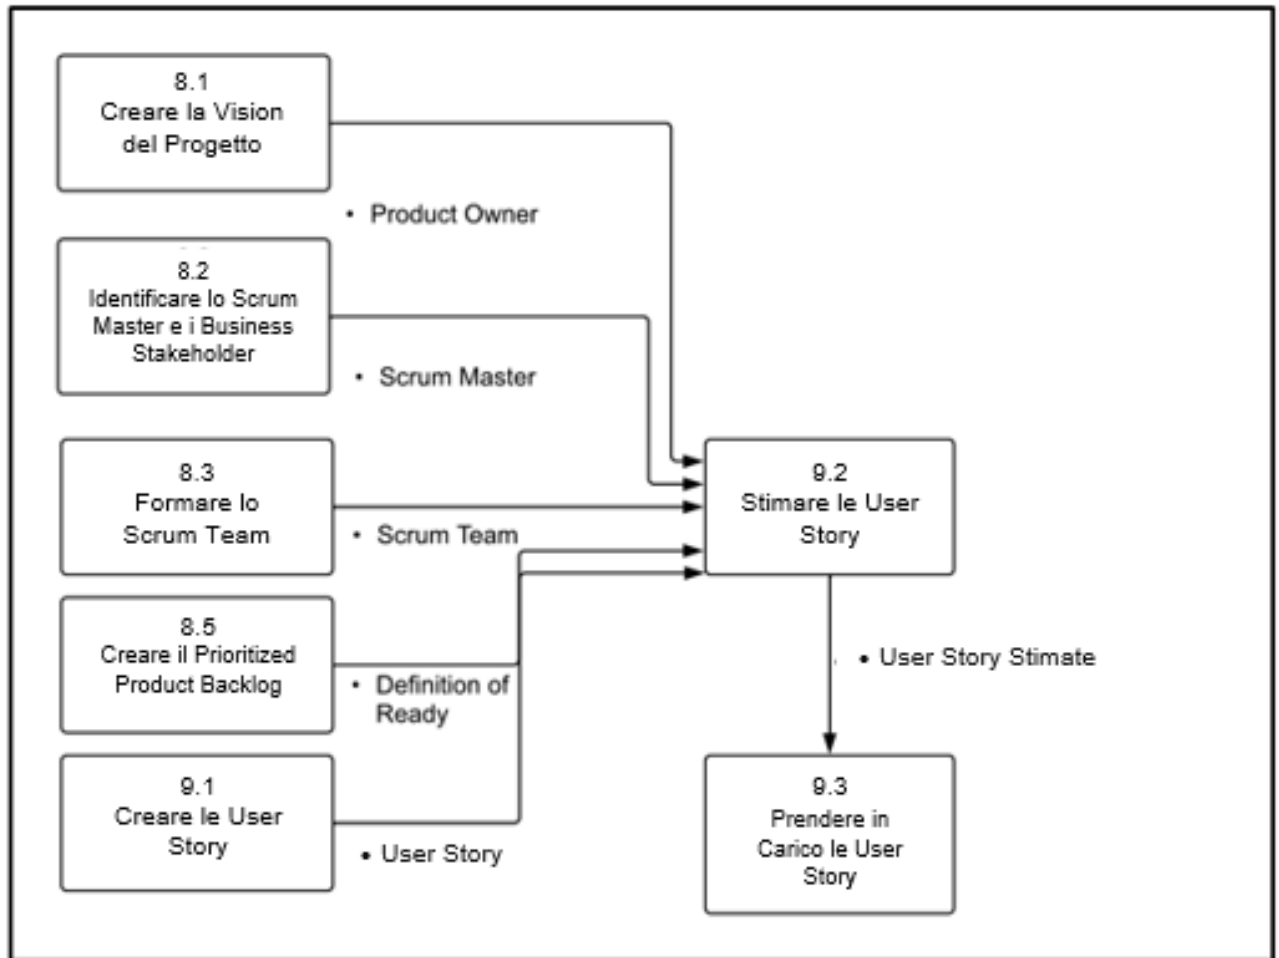 8.1
Creare la Vision
del Progetto
• Product Owner
8.2
Identificare lo Scrum
Master e i Business
Stakeholder
• Scrum Master
8.3
Formare lo
Scrum Team
• Scrum Team
9.2
Stimare le User
Story
8.5
Creare il Prioritized
Product Backlog
• Definition of
Ready
• User Story Stimate
9.1
Creare le User
Story
• User Story
9.3
Prendere in
Carico le User
Story